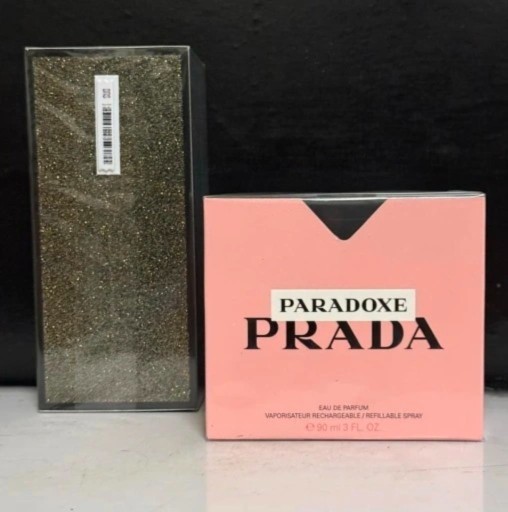 PARADOXE
PRADA
EAU DE PARFUM
VAPORISATEUR RECHARGEABLE / REFILLABLE SPRAY
℮ 90 ml 3 FL. OZ.